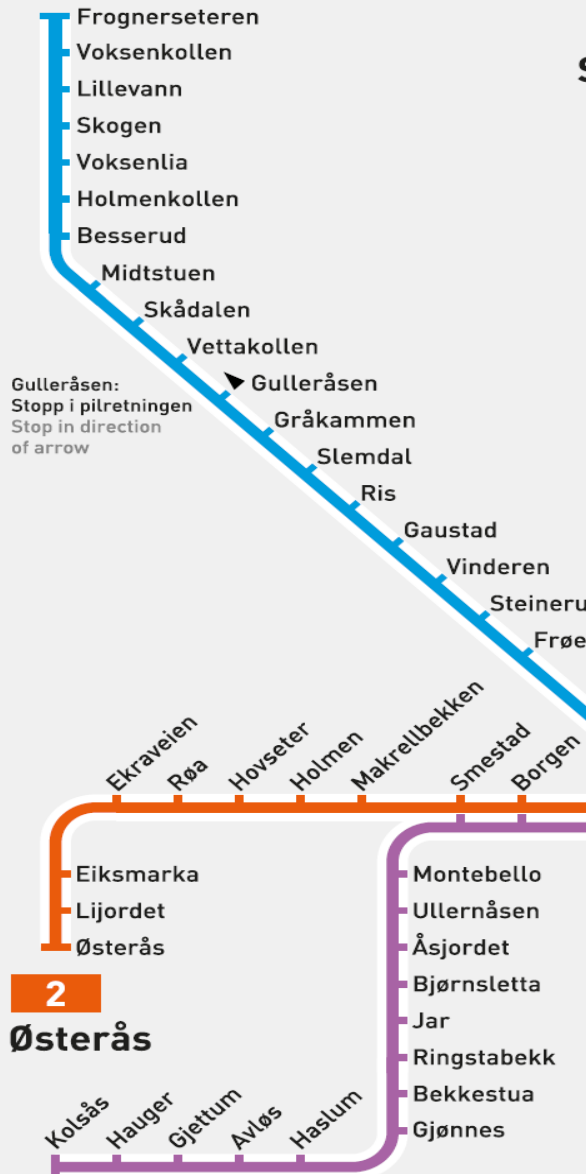 Frognerseteren
Voksenkollen
Lillevann
Skogen
Voksenlia
Holmenkollen
Besserud
Midtstuen
Skådalen
Vettakollen
Gulleråsen
Gulleråsen:
Stopp i pilretningen
Stop in direction
of arrow
Gråkammen
Slemdal
Ris
Gaustad
Vinderen
Steineru
Frøe
Ekraveien
Røa
Hovseter
Holmen
Makrellbekken
Smestad
Borgen
Eiksmarka
Lijordet
Østerås
2
Østerås
Montebello
Ullernåsen
Åsjordet
Bjørnsletta
Jar
Ringstabekk
Bekkestua
Gjønnes
Kolsås
Hauger
Gjettum
Avløs
Haslum